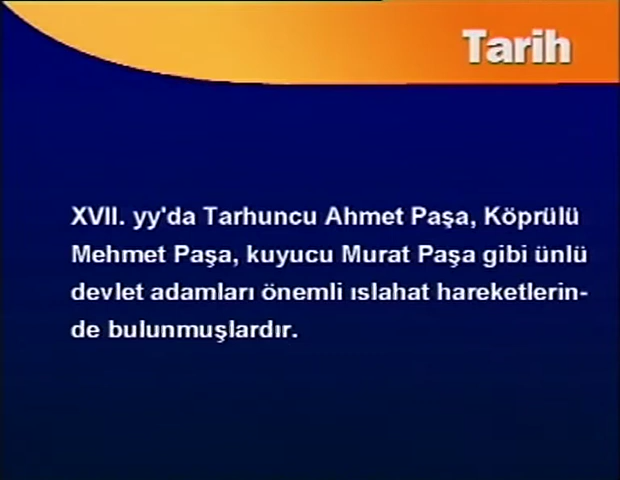 Tarih
XVII. yy'da Tarhuncu Ahmet Paşa, Köprülü
Mehmet Paşa, kuyucu Murat Paşa gibi ünlü
devlet adamları önemli ıslahat hareketlerin-
de bulunmuşlardır.